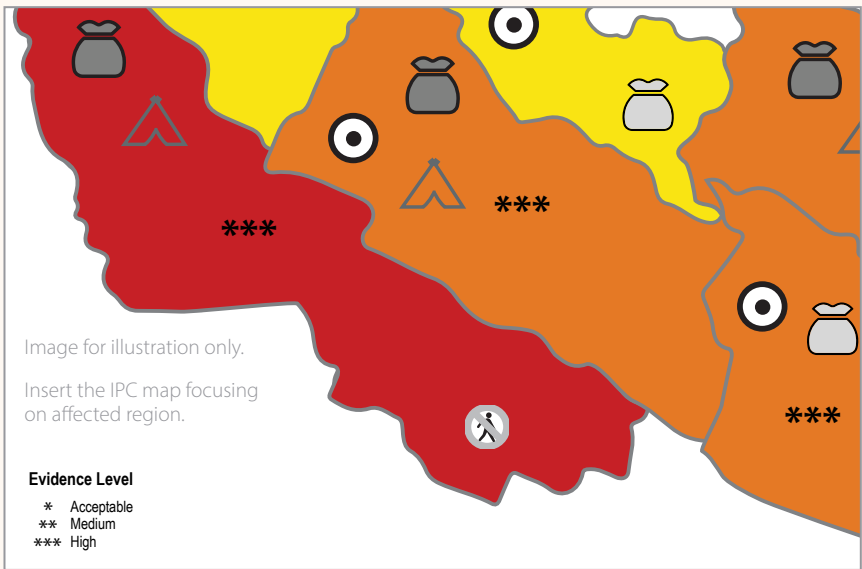 ***
***
***
Image for illustration only.
Insert the IPC map focusing
on affected region.
Evidence Level
* Acceptable
** Medium
*** High